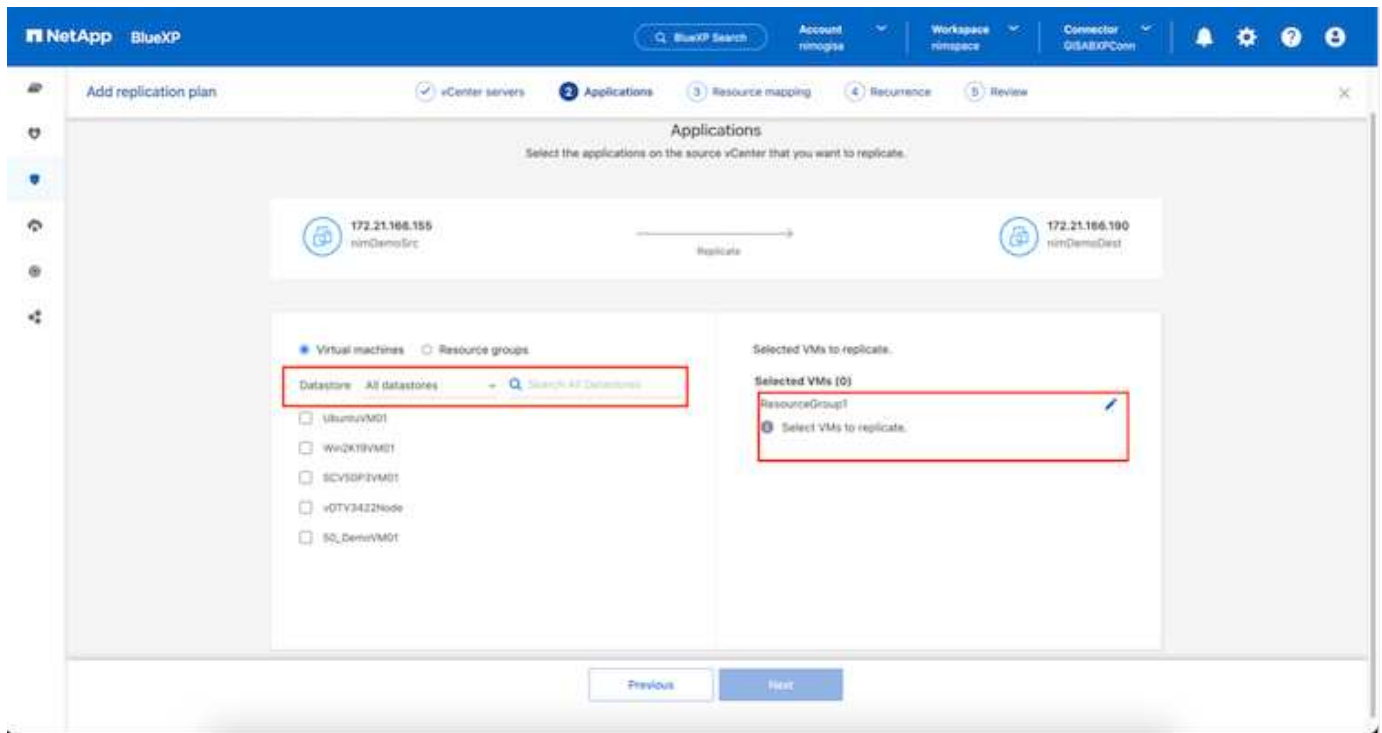 NetApp BlueXP
BlueXP Search
Account
nimogisa
Workspace
nimspace
Connector
GISABXPConn
Add replication plan
vCenter servers
2 Applications
3 Resource mapping
4 Recurrence
5 Review
Applications
Select the applications on the source vCenter that you want to replicate.
172.21.166.155
nimDemoSrc
Replicate
172.21.166.190
nimDemoDest
Virtual machines
Resource groups
Datastore All datastores
Search All Datastores
UbuntuVM01
Win2K19VM01
SCV50P3VM01
vOTV3422Node
50_DemoVM01
Selected VMs to replicate.
Selected VMs (0)
ResourceGroup1
Select VMs to replicate.
Previous
Next